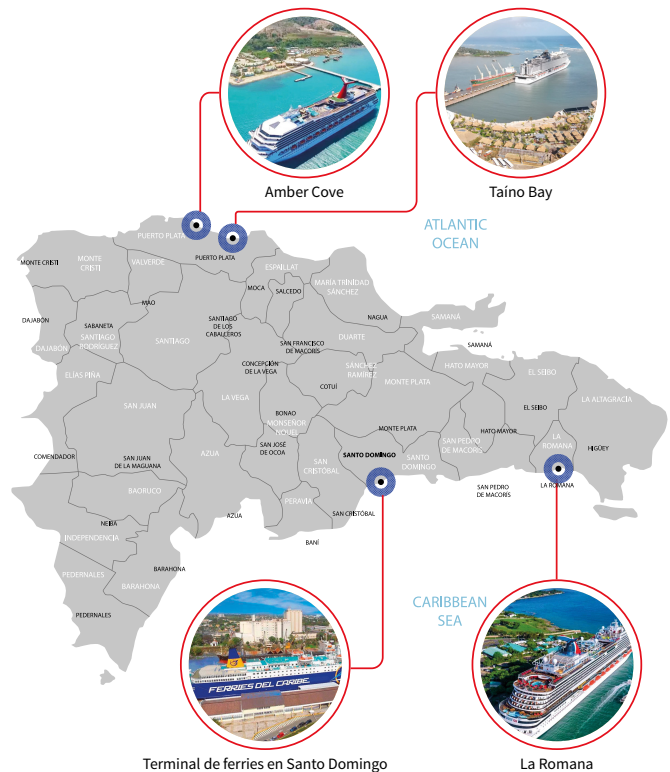 Amber Cove
Taíno Bay
ATLANTIC
OCEAN
PUERTO PLATA
MONTE CRISTI
MONTE
CRISTI
VALVERDE
PUERTO PLATA
ESPAILLAT
MARÍA TRINIDAD
SÁNCHEZ
MOCA
SALCEDO
MAO
DAJABÓN
SABANETA
SANTIAGO
RODRÍGUEZ
DAJABÓN
SANTIAGO
SANTIAGO
DE LOS
CABALLEROS
NAGUA
SAMANÁ
SAMANÁ
DUARTE
SAN FRANCISCO
DE MACORÍS
ELÍAS PIÑA
CONCEPCIÓN
DE LA VEGA
SÁNCHEZ
RAMÍREZ
COTUÍ
MONTE PLATA
HATO MAYOR
EL SEIBO
LA ALTAGRACIA
SAN JUAN
LA VEGA
BONAO
MONSEÑOR
NOUEL
EL SEIBO
MONTE PLATA
HATO MAYOR
SAN PEDRO
DE MACORÍS
LA
ROMANA
HIGÜEY
COMENDADOR
SAN JUAN
DE LA MAGUANA
AZUA
SAN JOSÉ
DE OCOA
SANTO DOMINGO
SANTO
DOMINGO
SAN
CRISTÓBAL
SAN PEDRO
DE MACORÍS
LA ROMANA
BAORUCO
PERAVIA
SAN CRISTÓBAL
AZUA
NEIBA
INDEPENDENCIA
BANÍ
BARAHONA
PEDERNALES
BARAHONA
PEDERNALES
CARIBBEAN
SEA
FERRIES DEL CARIBE
Terminal de ferries en Santo Domingo
La Romana